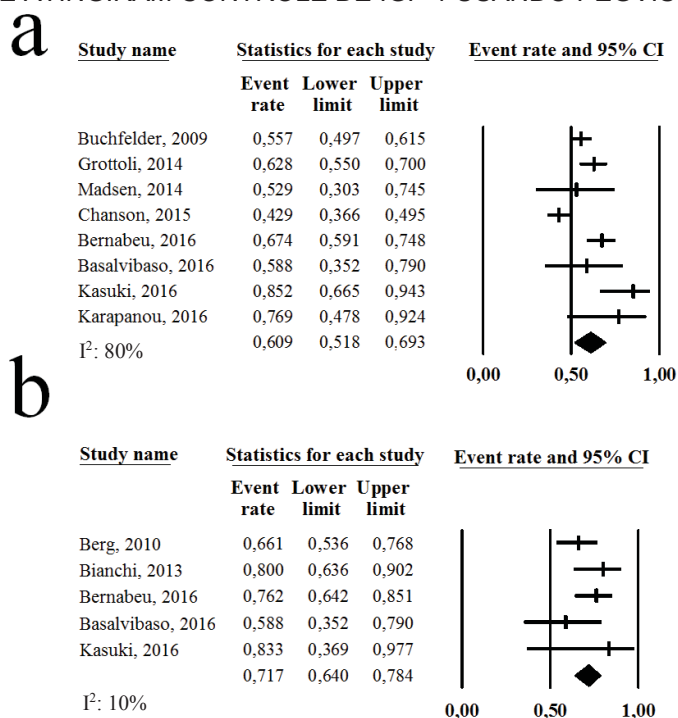 a
Study name Statistics for each study Event rate and 95% CI
Event Lower Upper
rate limit limit
Buchfelder, 2009 0,557 0,497 0,615
Grottoli, 2014 0,628 0,550 0,700
Madsen, 2014 0,529 0,303 0,745
Chanson, 2015 0,429 0,366 0,495
Bernabeu, 2016 0,674 0,591 0,748
Basalvibaso, 2016 0,588 0,352 0,790
Kasuki, 2016 0,852 0,665 0,943
Karapanou, 2016 0,769 0,478 0,924
I²: 80% 0,609 0,518 0,693
0,00 0,50 1,00
b
Study name Statistics for each study Event rate and 95% CI
Event Lower Upper
rate limit limit
Berg, 2010 0,661 0,536 0,768
Bianchi, 2013 0,800 0,636 0,902
Bernabeu, 2016 0,762 0,642 0,851
Basalvibaso, 2016 0,588 0,352 0,790
Kasuki, 2016 0,833 0,369 0,977
0,717 0,640 0,784
I²: 10%
0,00 0,50 1,00